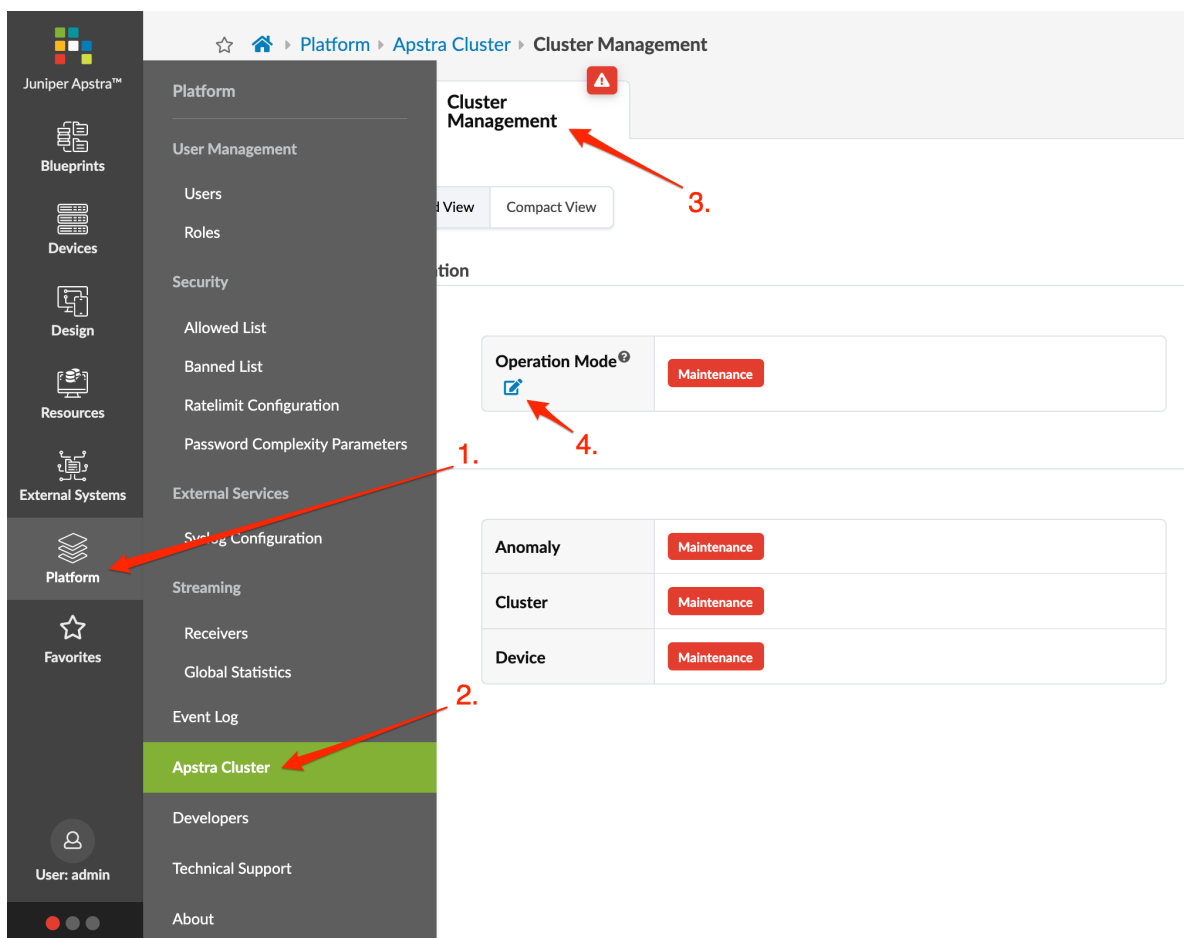 Juniper Apstra™
Blueprints
Devices
Design
Resources
External Systems
Platform
Favorites
User: admin
Platform
User Management
Users
Roles
Security
Allowed List
Banned List
Ratelimit Configuration
Password Complexity Parameters
External Services
Syslog Configuration
Streaming
Receivers
Global Statistics
Event Log
Apstra Cluster
Developers
Technical Support
About
Platform Apstra Cluster Cluster Management
Cluster
Management
3.
View Compact View
Operation Mode
Maintenance
4.
1.
Anomaly Maintenance
Cluster Maintenance
Device Maintenance
2.